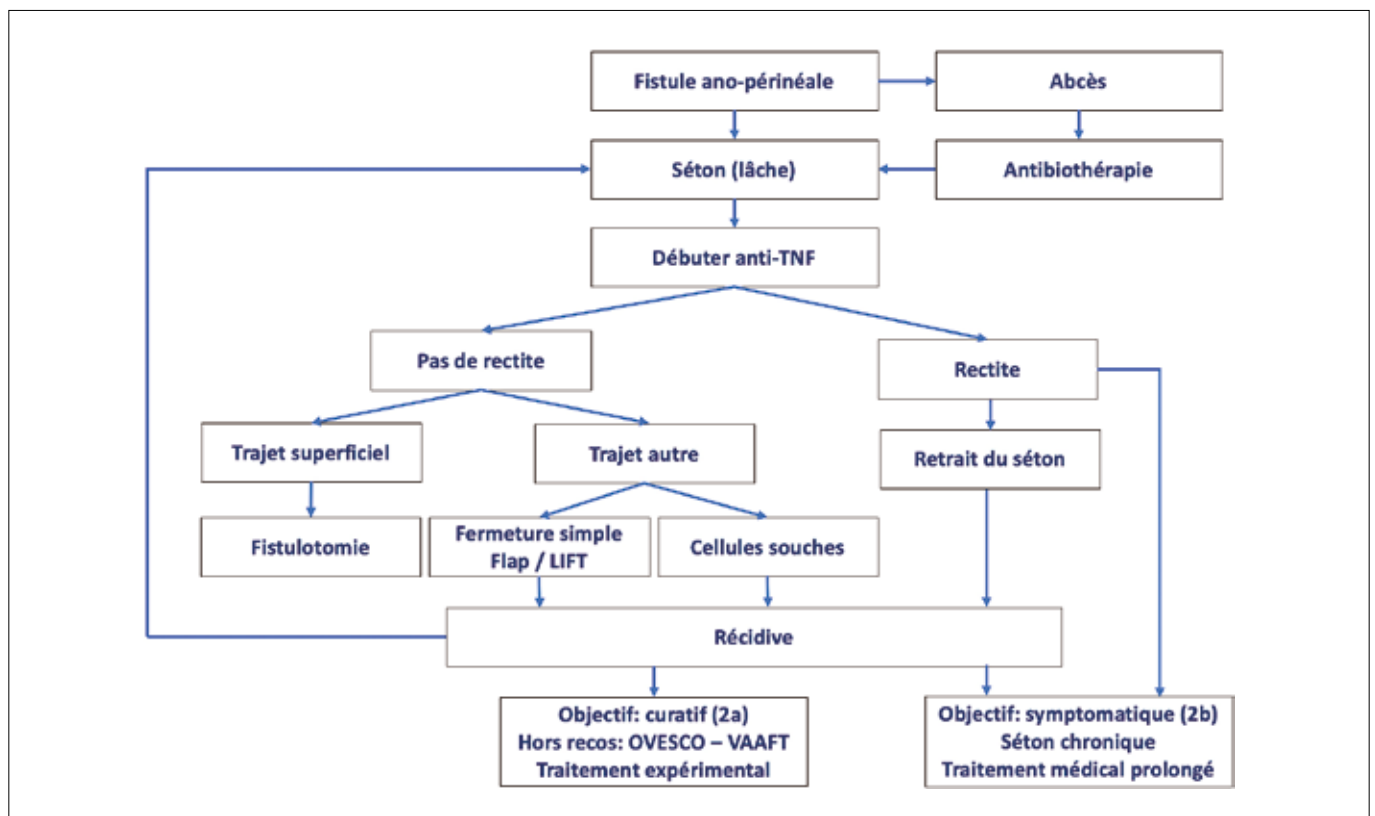 Fistule ano-périnéale
Abcès
Séton (lâche)
Antibiothérapie
Débuter anti-TNF
Pas de rectite
Rectite
Trajet superficiel
Trajet autre
Retrait du séton
Fistulotomie
Fermeture simple
Flap / LIFT
Cellules souches
Récidive
Objectif: curatif (2a)
Hors recos: OVESCO – VAAFT
Traitement expérimental
Objectif: symptomatique (2b)
Séton chronique
Traitement médical prolongé